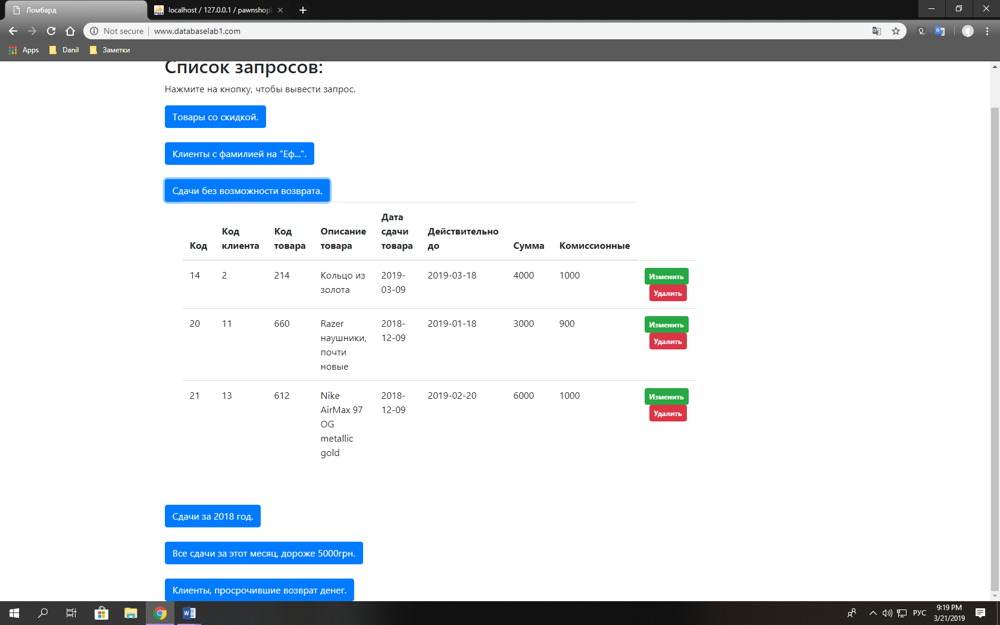 Ломбард
localhost / 127.0.0.1 / pawnshop
Not secure
www.databaselab1.com
Apps
Danil
Заметки
Список запросов:
Нажмите на кнопку, чтобы вывести запрос.
Товары со скидкой.
Клиенты с фамилией на "Еф...".
Сдачи без возможности возврата.
Код
Код
клиента
Код
товара
Описание
товара
Дата
сдачи
товара
Действительно
до
Сумма
Комиссионные
14
2
214
Кольцо из
золота
2019-
03-09
2019-03-18
4000
1000
Изменить
Удалить
20
11
660
Razer
наушники,
почти
новые
2018-
12-09
2019-01-18
3000
900
Изменить
Удалить
21
13
612
Nike
AirMax 97
OG
metallic
gold
2018-
12-09
2019-02-20
6000
1000
Изменить
Удалить
Сдачи за 2018 год.
Все сдачи за этот месяц, дороже 5000грн.
Клиенты, просрочившие возврат денег.
РУС
9:19 PM
3/21/2019